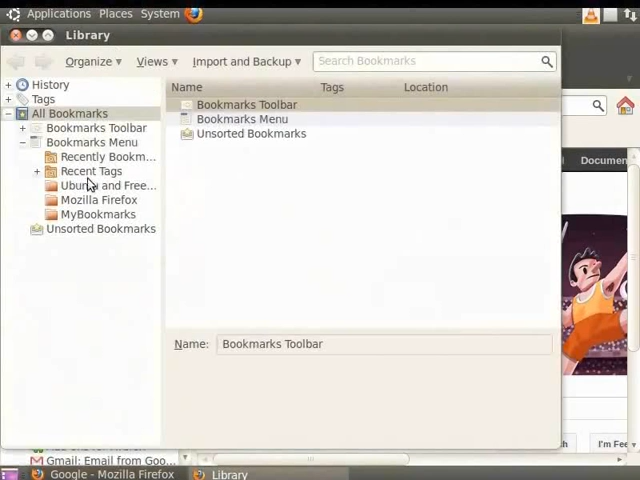 Applications Places System
Library
Organize Views Import and Backup Search Bookmarks
History
Tags
All Bookmarks
Bookmarks Toolbar
Bookmarks Menu
Recently Bookm...
Recent Tags
Ubuntu and Free...
Mozilla Firefox
MyBookmarks
Unsorted Bookmarks
Name Tags Location
Bookmarks Toolbar
Bookmarks Menu
Unsorted Bookmarks
Name: Bookmarks Toolbar
Documen
I'm Fee
Gmail: Email from Goo...
Google - Mozilla Firefox Library